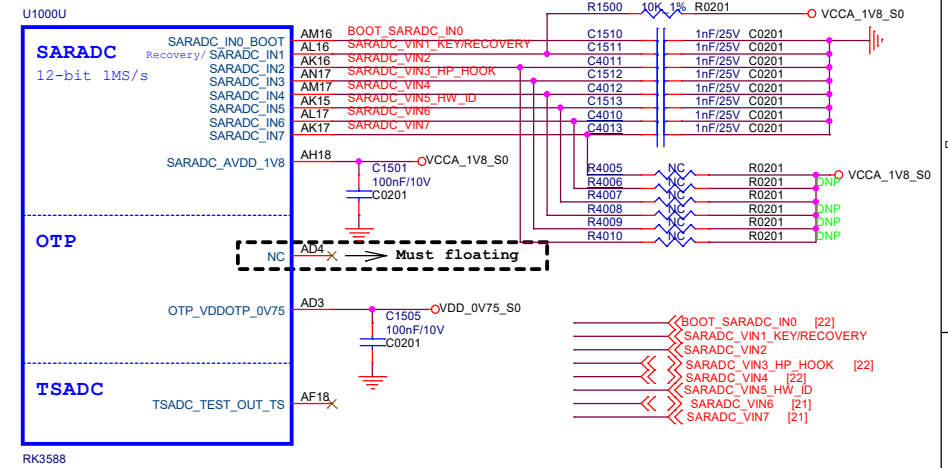 U1000U
R1500 10K_1% R0201 VCCA_1V8_S0
SARADC
12-bit 1MS/s
SARADC_IN0_BOOT AM16 BOOT_SARADC_IN0 C1510 1nF/25V C0201
Recovery/ SARADC_IN1 AL16 SARADC_VIN1_KEY/RECOVERY C1511 1nF/25V C0201
SARADC_IN2 AK16 SARADC_VIN2 C4011 1nF/25V C0201
SARADC_IN3 AN17 SARADC_VIN3_HP_HOOK C1512 1nF/25V C0201
SARADC_IN4 AM17 SARADC_VIN4 C4012 1nF/25V C0201
SARADC_IN5 AK15 SARADC_VIN5_HW_ID C1513 1nF/25V C0201
SARADC_IN6 AL17 SARADC_VIN6 C4010 1nF/25V C0201
SARADC_IN7 AK17 SARADC_VIN7 C4013 1nF/25V C0201
SARADC_AVDD_1V8 AH18 VCCA_1V8_S0
C1501
100nF/10V
C0201
R4005 NC R0201 VCCA_1V8_S0
R4006 NC R0201 DNP
R4007 NC R0201
R4008 NC R0201 DNP
R4009 NC R0201 DNP
R4010 NC R0201 DNP
OTP
NC AD4 Must floating
OTP_VDDOTP_0V75 AD3 VDD_0V75_S0
C1505
100nF/10V
C0201
BOOT_SARADC_IN0 [22]
SARADC_VIN1_KEY/RECOVERY
SARADC_VIN2
SARADC_VIN3_HP_HOOK [22]
SARADC_VIN4 [22]
SARADC_VIN5_HW_ID
SARADC_VIN6 [21]
SARADC_VIN7 [21]
TSADC
TSADC_TEST_OUT_TS AF18
RK3588